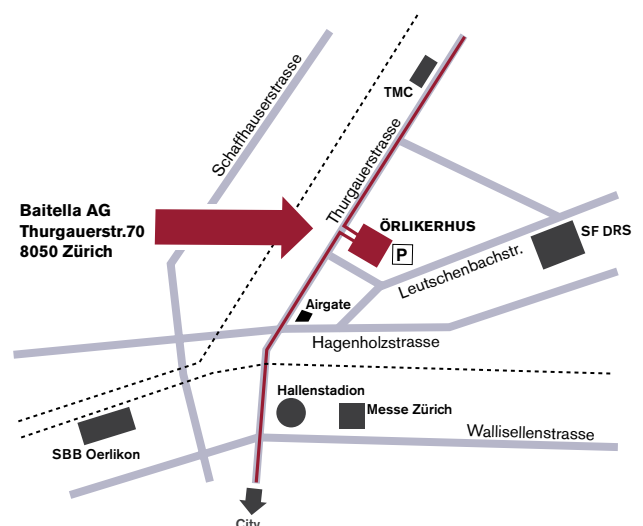 TMC
Schaffhauserstrasse
Thurgauerstrasse
Baitella AG
Thurgauerstr.70
8050 Zürich
ÖRLIKERHUS
P
SF DRS
Leutschenbachstr.
Airgate
Hagenholzstrasse
Hallenstadion
Messe Zürich
Wallisellenstrasse
SBB Oerlikon
City